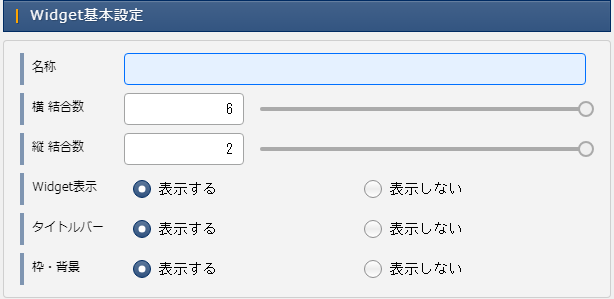 Widget基本設定
名称
横 結合数 6
縦 結合数 2
Widget表示 表示する 表示しない
タイトルバー 表示する 表示しない
枠・背景 表示する 表示しない